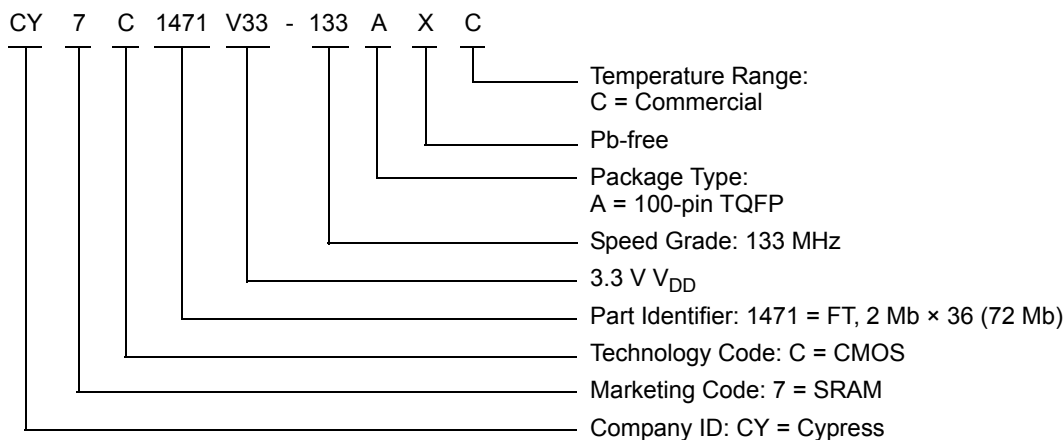 CY 7 C 1471 V33 - 133 A X C
Temperature Range:
C = Commercial
Pb-free
Package Type:
A = 100-pin TQFP
Speed Grade: 133 MHz
3.3 V VDD
Part Identifier: 1471 = FT, 2 Mb × 36 (72 Mb)
Technology Code: C = CMOS
Marketing Code: 7 = SRAM
Company ID: CY = Cypress